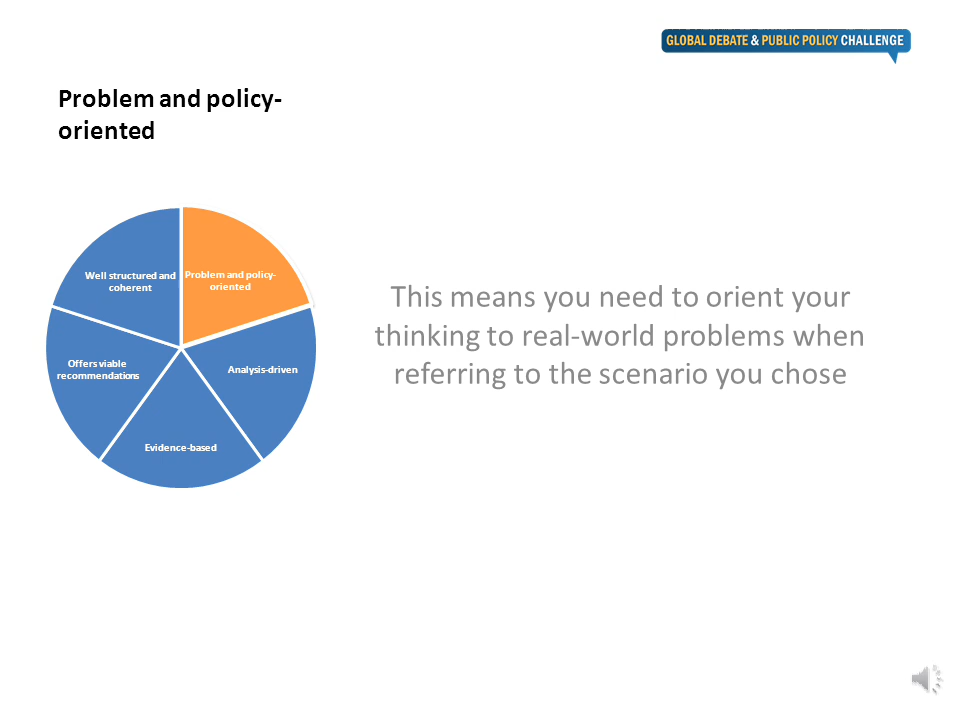 GLOBAL DEBATE & PUBLIC POLICY CHALLENGE
Problem and policy-
oriented
Well structured and
coherent
Problem and policy-
oriented
Offers viable
recommendations
Analysis-driven
Evidence-based
This means you need to orient your
thinking to real-world problems when
referring to the scenario you chose